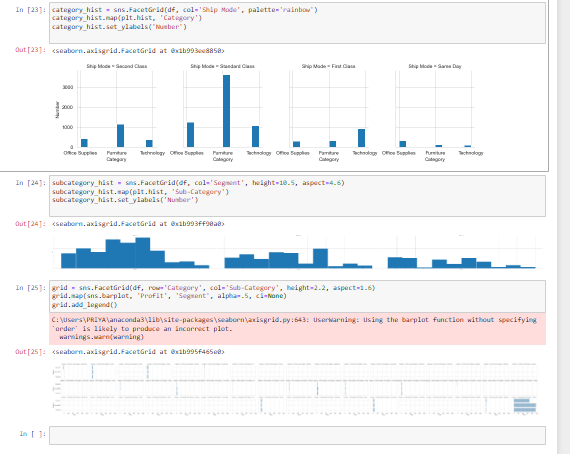 In [23]: category_hist = sns.FacetGrid(df, col='Ship Mode', palette='rainbow')
category_hist.map(plt.hist, 'Category')
category_hist.set_ylabels('Number')
Out[23]: <seaborn.axisgrid.FacetGrid at 0x1b993ee8850>
Ship Mode = Second Class Ship Mode = Standard Class Ship Mode = First Class Ship Mode = Same Day
3000
2000
1000
0
Number
Office Supplies Furniture Technology Office Supplies Furniture Technology Office Supplies Furniture Technology Office Supplies Furniture Technology
Category Category Category Category
In [24]: subcategory_hist = sns.FacetGrid(df, col='Segment', height=10.5, aspect=4.6)
subcategory_hist.map(plt.hist, 'Sub-Category')
subcategory_hist.set_ylabels('Number')
Out[24]: <seaborn.axisgrid.FacetGrid at 0x1b993ff90a0>
In [25]: grid = sns.FacetGrid(df, row='Category', col='Sub-Category', height=2.2, aspect=1.6)
grid.map(sns.barplot, 'Profit', 'Segment', alpha=.5, ci=None)
grid.add_legend()
C:\Users\PRIYA\anaconda3\lib\site-packages\seaborn\axisgrid.py:643: UserWarning: Using the barplot function without specifying
`order` is likely to produce an incorrect plot.
warnings.warn(warning)
Out[25]: <seaborn.axisgrid.FacetGrid at 0x1b995f465e0>
In [ ]: